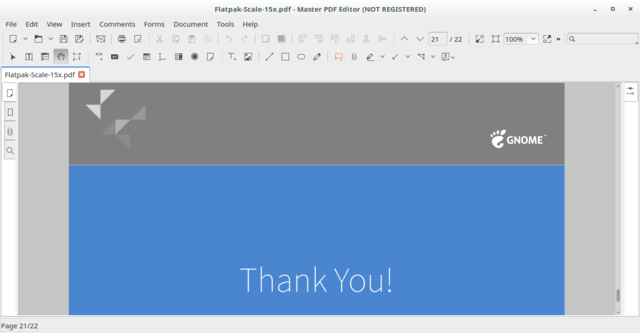 Flatpak-Scale-15x.pdf - Master PDF Editor (NOT REGISTERED)
File Edit View Insert Comments Forms Document Tools Help
21 / 22 100% »
Flatpak-Scale-15x.pdf
GNOME™
Thank You!
Page 21/22